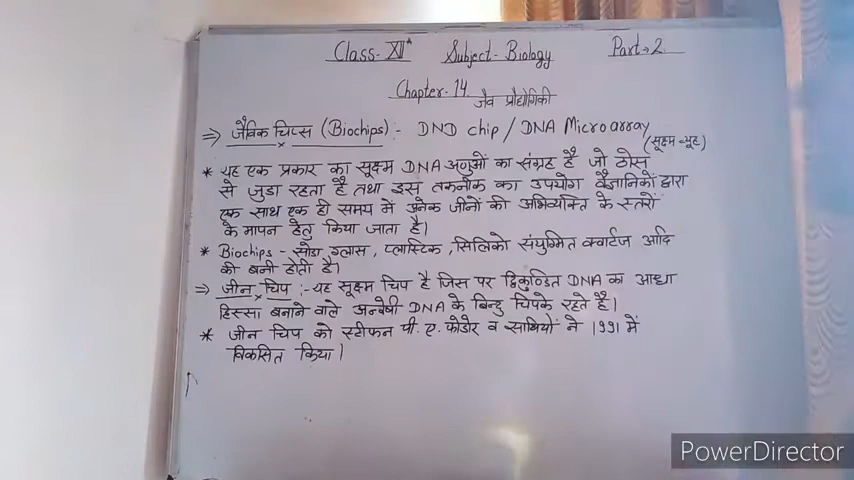 Class- XIIth Subject- Biology Part→2.
Chapter-14.
जैव प्रौद्योगिकी
⇒ जैविक चिप्स (Biochips):- DND chip / DNA Microarray
(सूक्ष्म व्यूह)
* यह एक प्रकार का सूक्ष्म DNA अणुओं का संग्रह है जो ठोस
से जुडा रहता है तथा इस तकनीक का उपयोग वैज्ञानिकों द्वारा
एक साथ एक ही समय में अनेक जीनों की अभिव्यक्ति के स्तरों
के मापन हेतु किया जाता है।
* Biochips - सोडा ग्लास, प्लास्टिक, सिलिको संयुग्मित क्वार्टज आदि
की बनी होती है।
⇒ जीन चिप :- यह सूक्ष्म चिप है जिस पर द्विकुण्डित DNA का आधा
हिस्सा बनाने वाले अन्वेषी DNA के बिन्दु चिपके रहते है।
* जीन चिप को स्टीफन पी. ए. फोडोर व साथियों ने 1991 में
विकसित किया।
PowerDirector